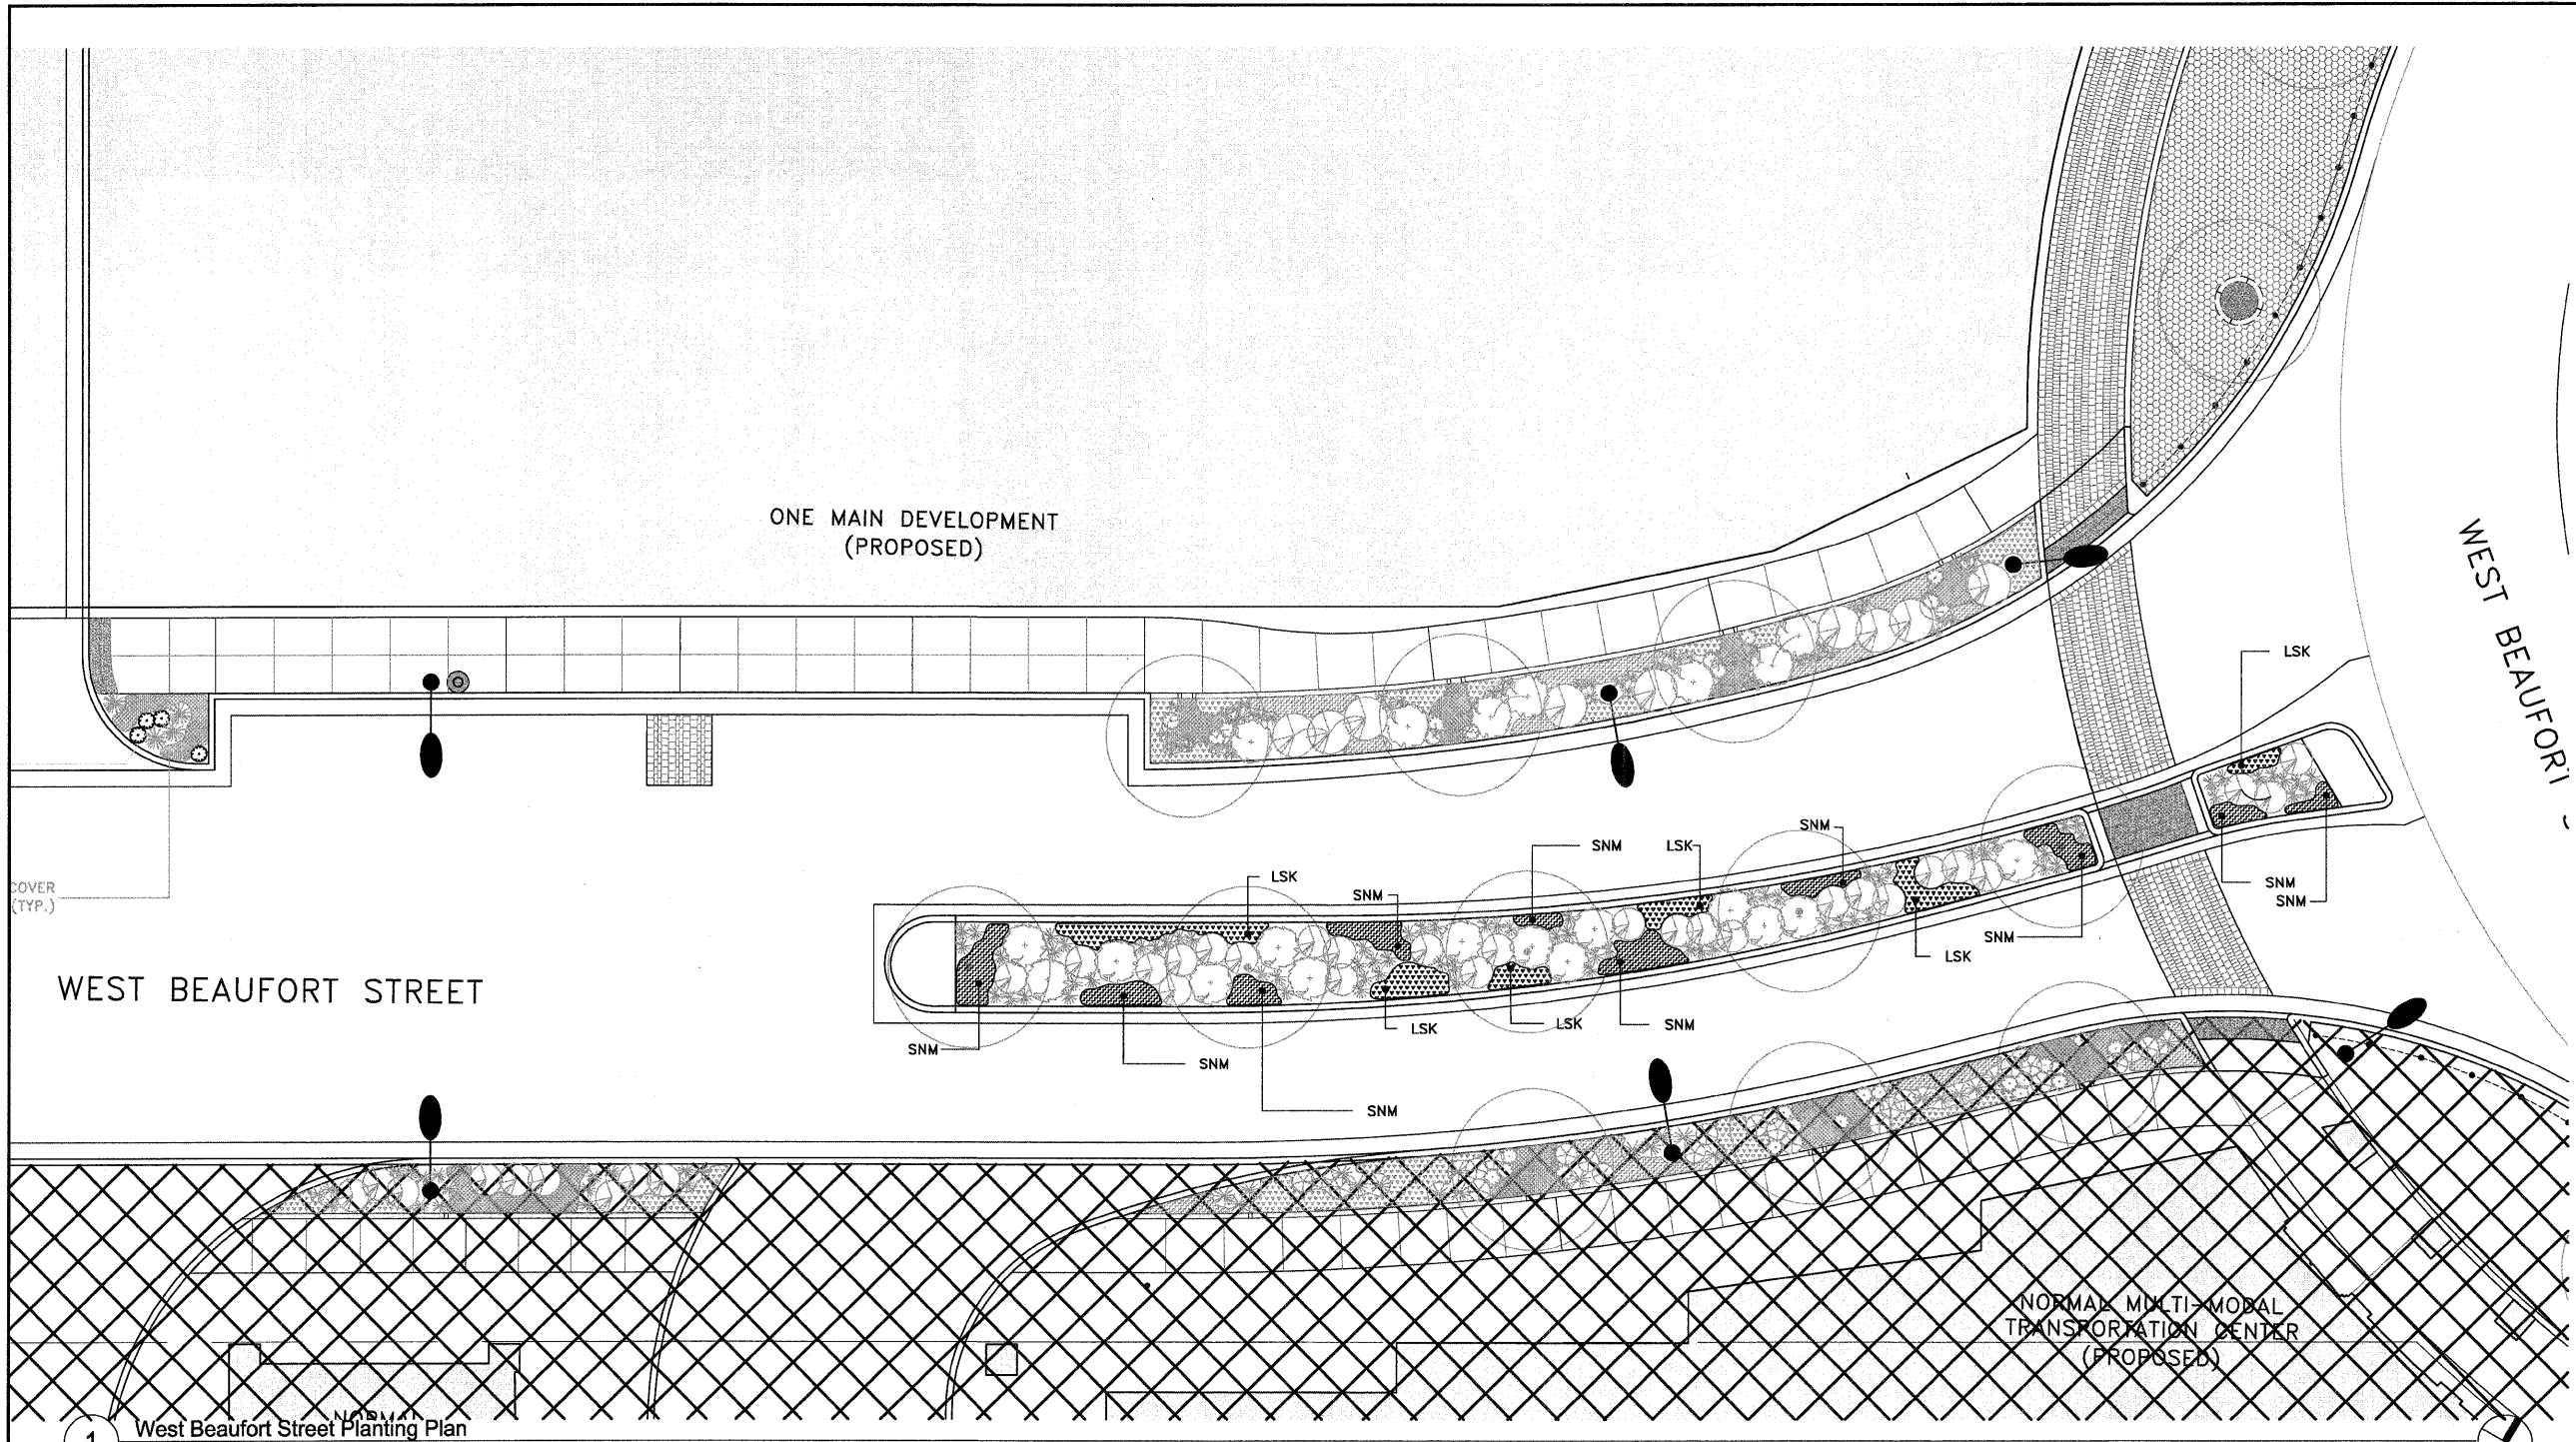 ONE MAIN DEVELOPMENT
(PROPOSED)
WEST BEAUFORT
LSK
SNM
SNM
SNM
LSK
SNM
LSK
SNM
SNM
LSK
COVER
(TYP.)
WEST BEAUFORT STREET
SNM
SNM
SNM
LSK
LSK
SNM
NORMAL MULTI-MODAL
TRANSPORTATION CENTER
(PROPOSED)
NORMAL
1
West Beaufort Street Planting Plan